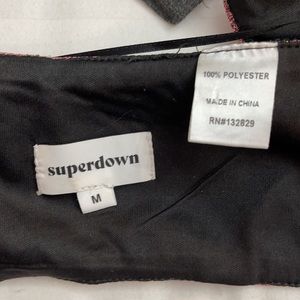 100% POLYESTER
MADE IN CHINA
RN#132829
superdown
M